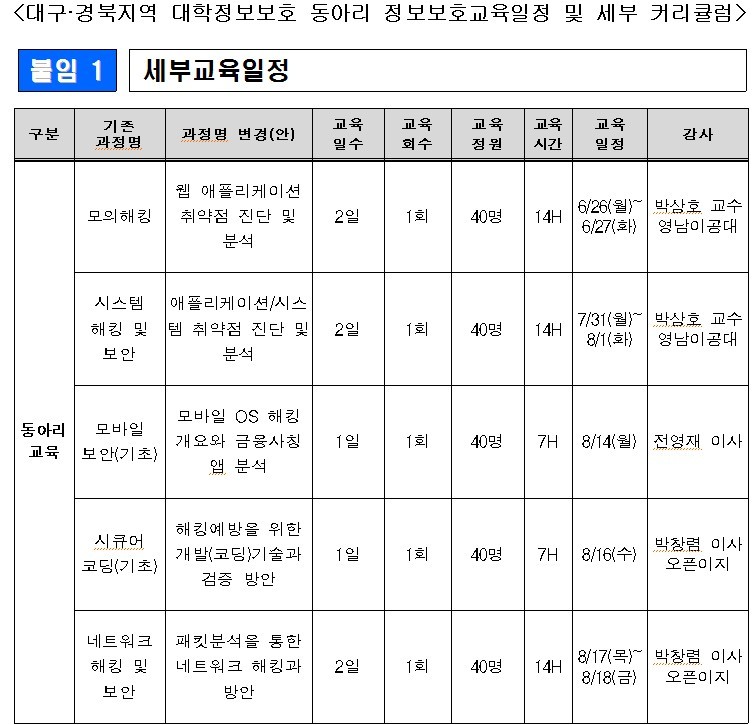 <대구·경북지역 대학정보보호 동아리 정보보호교육일정 및 세부 커리큘럼>
붙임 1
세부교육일정
구분
기존
과정명
과정명 변경(안)
교육
일수
교육
회수
교육
정원
교육
시간
교육
일정
감사
동아리
교육
모의해킹
웹 애플리케이션
취약점 진단 및
분석
2일
1회
40명
14H
6/26(월)~
6/27(화)
박상호 교수
영남이공대
시스템
해킹 및
보안
애플리케이션/시스
템 취약점 진단 및
분석
2일
1회
40명
14H
7/31(월)~
8/1(화)
박상호 교수
영남이공대
모바일
보안(기초)
모바일 OS 해킹
개요와 금융사칭
앱 분석
1일
1회
40명
7H
8/14(월)
전영재 이사
시큐어
코딩(기초)
해킹예방을 위한
개발(코딩)기술과
검증 방안
1일
1회
40명
7H
8/16(수)
박창렴 이사
오픈이지
네트워크
해킹 및
보안
패킷분석을 통한
네트워크 해킹과
방안
2일
1회
40명
14H
8/17(목)~
8/18(금)
박창렴 이사
오픈이지